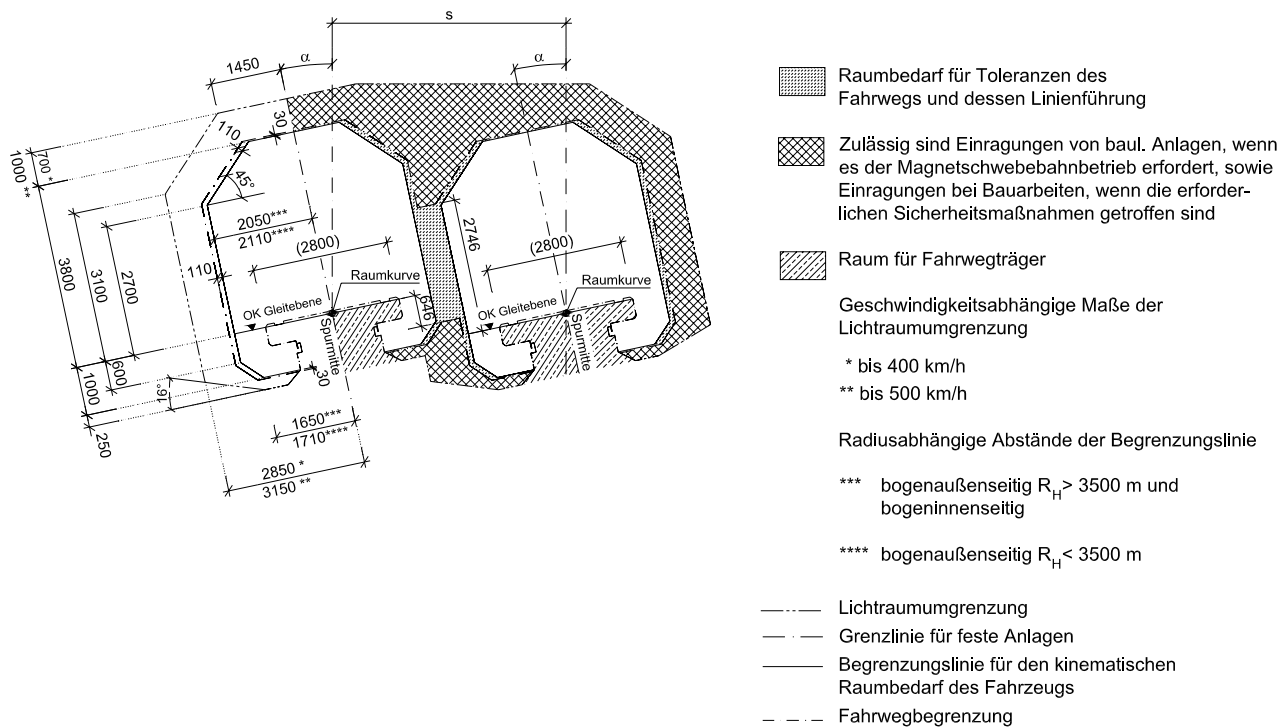 s
α
α
1450
30
110
700 *
1000 **
45°
2050***
2110****
(2800)
2746
(2800)
3800
3100
2700
110
Raumkurve
Raumkurve
OK Gleitebene
646
OK Gleitebene
Spurmitte
Spurmitte
600
1000
16°
30
250
1650***
1710****
2850 *
3150 **
Raumbedarf für Toleranzen des
Fahrwegs und dessen Linienführung
Zulässig sind Einragungen von baul. Anlagen, wenn
es der Magnetschwebebahnbetrieb erfordert, sowie
Einragungen bei Bauarbeiten, wenn die erforder-
lichen Sicherheitsmaßnahmen getroffen sind
Raum für Fahrwegträger
Geschwindigkeitsabhängige Maße der
Lichtraumumgrenzung
* bis 400 km/h
** bis 500 km/h
Radiusabhängige Abstände der Begrenzungslinie
*** bogenaußenseitig R_H> 3500 m und
bogeninnenseitig
**** bogenaußenseitig R_H< 3500 m
Lichtraumumgrenzung
Grenzlinie für feste Anlagen
Begrenzungslinie für den kinematischen
Raumbedarf des Fahrzeugs
Fahrwegbegrenzung